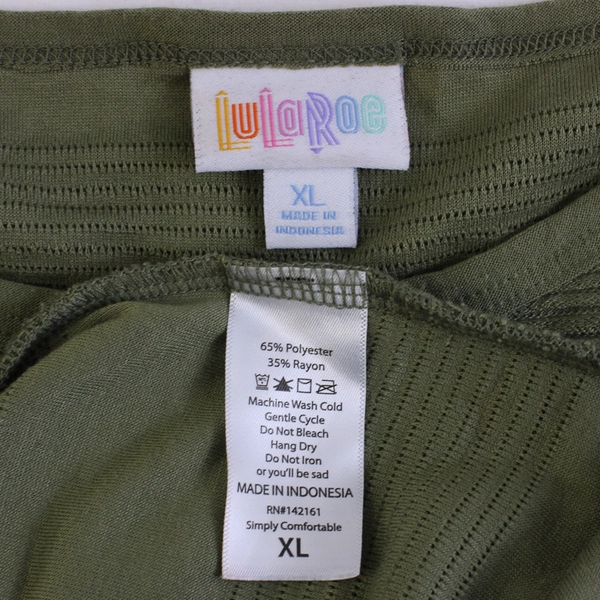 LuLaRoe
XL
MADE IN
INDONESIA
65% Polyester
35% Rayon
Machine Wash Cold
Gentle Cycle
Do Not Bleach
Hang Dry
Do Not Iron
or you'll be sad
MADE IN INDONESIA
RN#142161
Simply Comfortable
XL